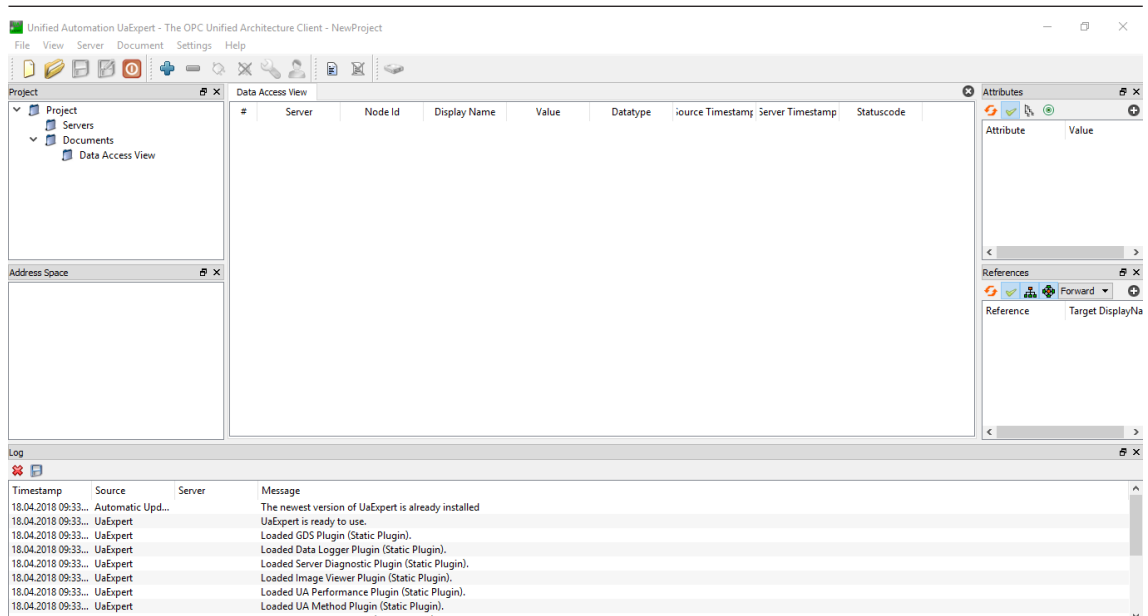 Unified Automation UaExpert - The OPC Unified Architecture Client - NewProject
File View Server Document Settings Help
Project
Project
Servers
Documents
Data Access View
Data Access View
# Server Node Id Display Name Value Datatype Source Timestamp Server Timestamp Statuscode
Attributes
Attribute Value
Address Space
References
Forward
Reference Target DisplayNa
Log
Timestamp Source Server Message
18.04.2018 09:33... Automatic Upd... The newest version of UaExpert is already installed
18.04.2018 09:33... UaExpert UaExpert is ready to use.
18.04.2018 09:33... UaExpert Loaded GDS Plugin (Static Plugin).
18.04.2018 09:33... UaExpert Loaded Data Logger Plugin (Static Plugin).
18.04.2018 09:33... UaExpert Loaded Server Diagnostic Plugin (Static Plugin).
18.04.2018 09:33... UaExpert Loaded Image Viewer Plugin (Static Plugin).
18.04.2018 09:33... UaExpert Loaded UA Performance Plugin (Static Plugin).
18.04.2018 09:33... UaExpert Loaded UA Method Plugin (Static Plugin).